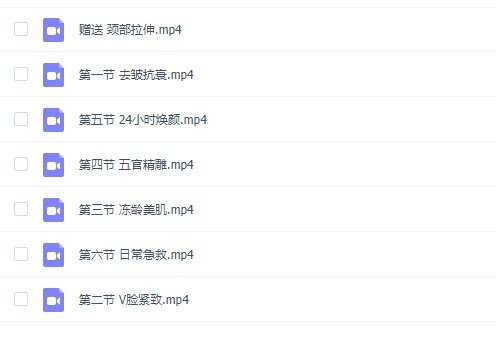 赠送 颈部拉伸.mp4
第一节 去皱抗衰.mp4
第五节 24小时焕颜.mp4
第四节 五官精雕.mp4
第三节 冻龄美肌.mp4
第六节 日常急救.mp4
第二节 V脸紧致.mp4